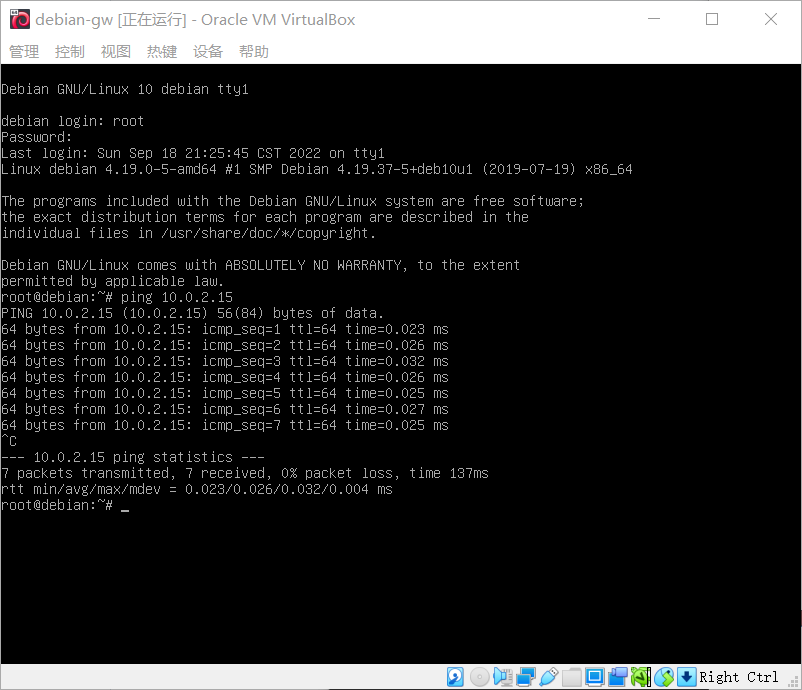 debian-gw [正在运行] - Oracle VM VirtualBox
管理 控制 视图 热键 设备 帮助
Debian GNU/Linux 10 debian tty1
debian login: root
Password:
Last login: Sun Sep 18 21:25:45 CST 2022 on tty1
Linux debian 4.19.0-5-amd64 #1 SMP Debian 4.19.37-5+deb10u1 (2019-07-19) x86_64
The programs included with the Debian GNU/Linux system are free software;
the exact distribution terms for each program are described in the
individual files in /usr/share/doc/*/copyright.
Debian GNU/Linux comes with ABSOLUTELY NO WARRANTY, to the extent
permitted by applicable law.
root@debian:~# ping 10.0.2.15
PING 10.0.2.15 (10.0.2.15) 56(84) bytes of data.
64 bytes from 10.0.2.15: icmp_seq=1 ttl=64 time=0.023 ms
64 bytes from 10.0.2.15: icmp_seq=2 ttl=64 time=0.026 ms
64 bytes from 10.0.2.15: icmp_seq=3 ttl=64 time=0.032 ms
64 bytes from 10.0.2.15: icmp_seq=4 ttl=64 time=0.026 ms
64 bytes from 10.0.2.15: icmp_seq=5 ttl=64 time=0.025 ms
64 bytes from 10.0.2.15: icmp_seq=6 ttl=64 time=0.027 ms
64 bytes from 10.0.2.15: icmp_seq=7 ttl=64 time=0.025 ms
^C
--- 10.0.2.15 ping statistics ---
7 packets transmitted, 7 received, 0% packet loss, time 137ms
rtt min/avg/max/mdev = 0.023/0.026/0.032/0.004 ms
root@debian:~# _
Right Ctrl